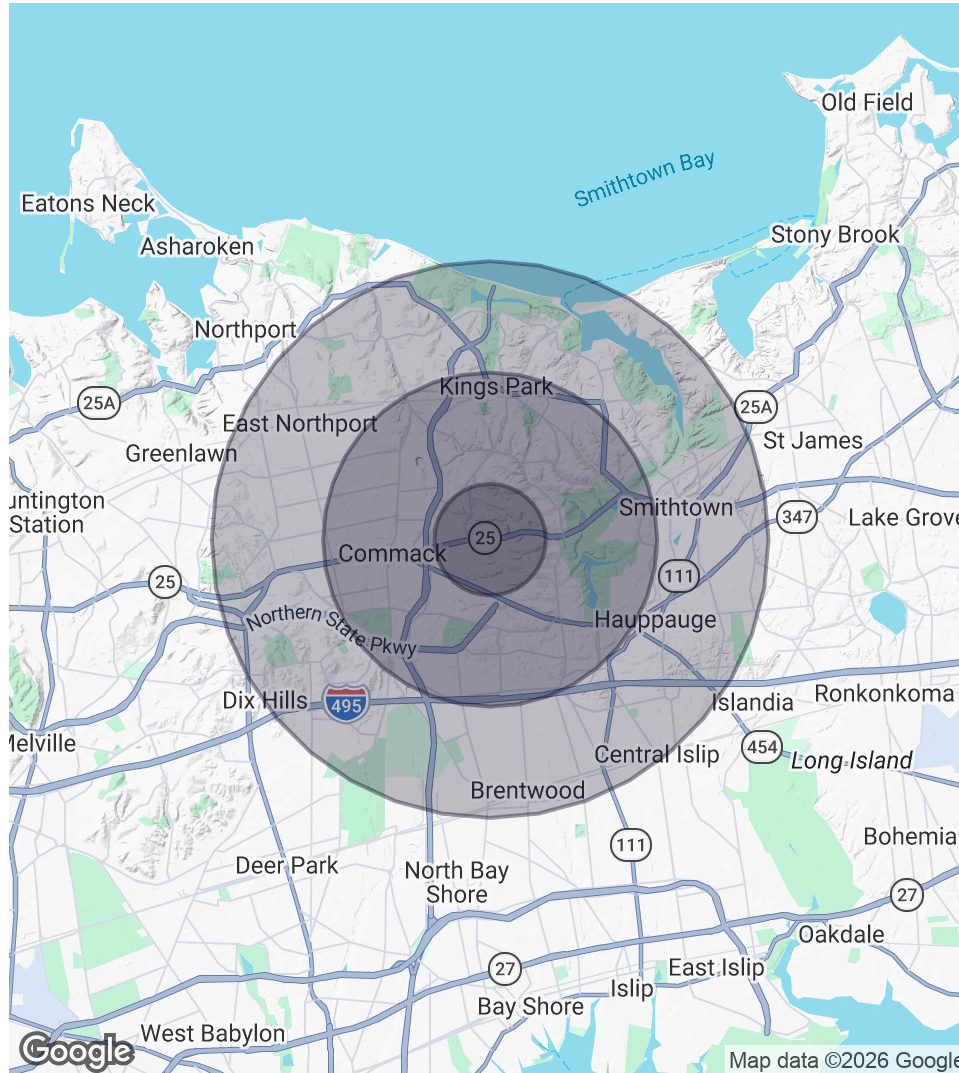 Old Field
Smithtown Bay
Eatons Neck
Stony Brook
Asharoken
Northport
Kings Park
25A
25A
East Northport
St James
Greenlawn
untington
Station
Smithtown
347
Lake Grove
25
Commack
25
111
Northern State Pkwy
Hauppauge
Dix Hills
495
Islandia
Ronkonkoma
Melville
454
Central Islip
Long Island
Brentwood
111
Bohemia
Deer Park
North Bay
Shore
27
Oakdale
27
East Islip
Islip
Bay Shore
West Babylon
Google
Map data ©2026 Google